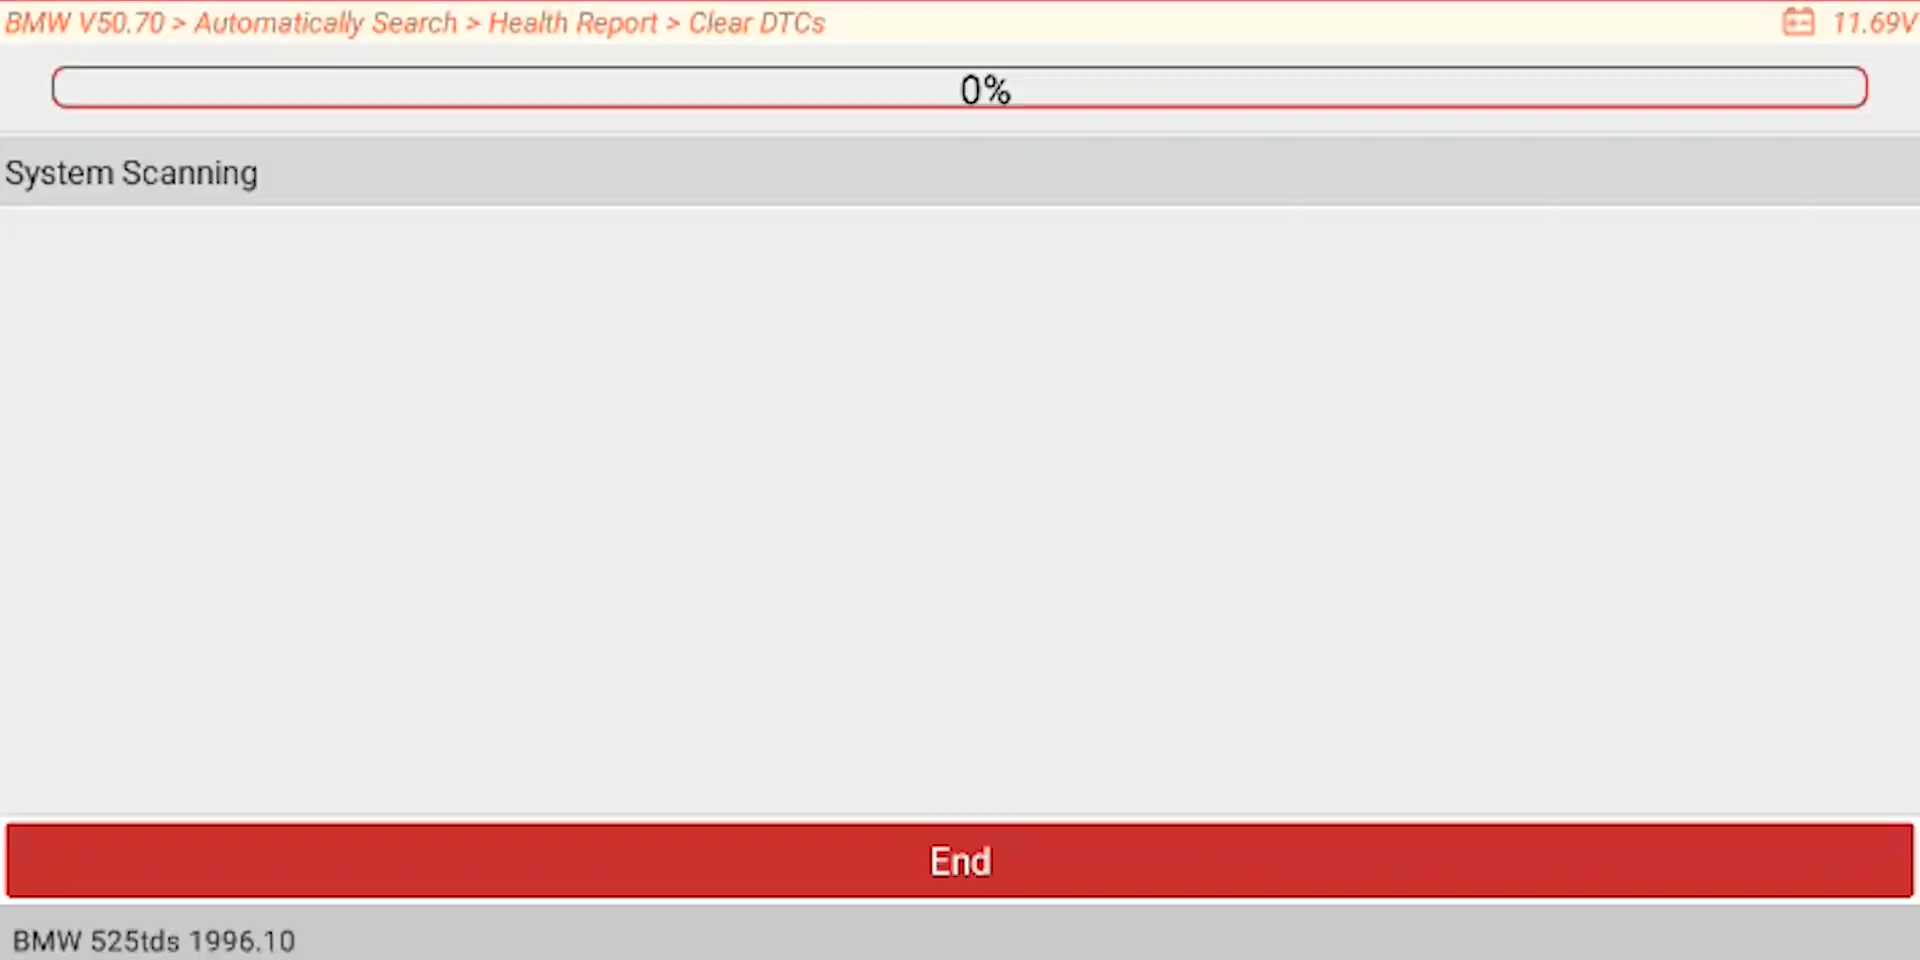 BMW V50.70 > Automatically Search > Health Report > Clear DTCs
11.69V
0%
System Scanning
End
BMW 525tds 1996.10